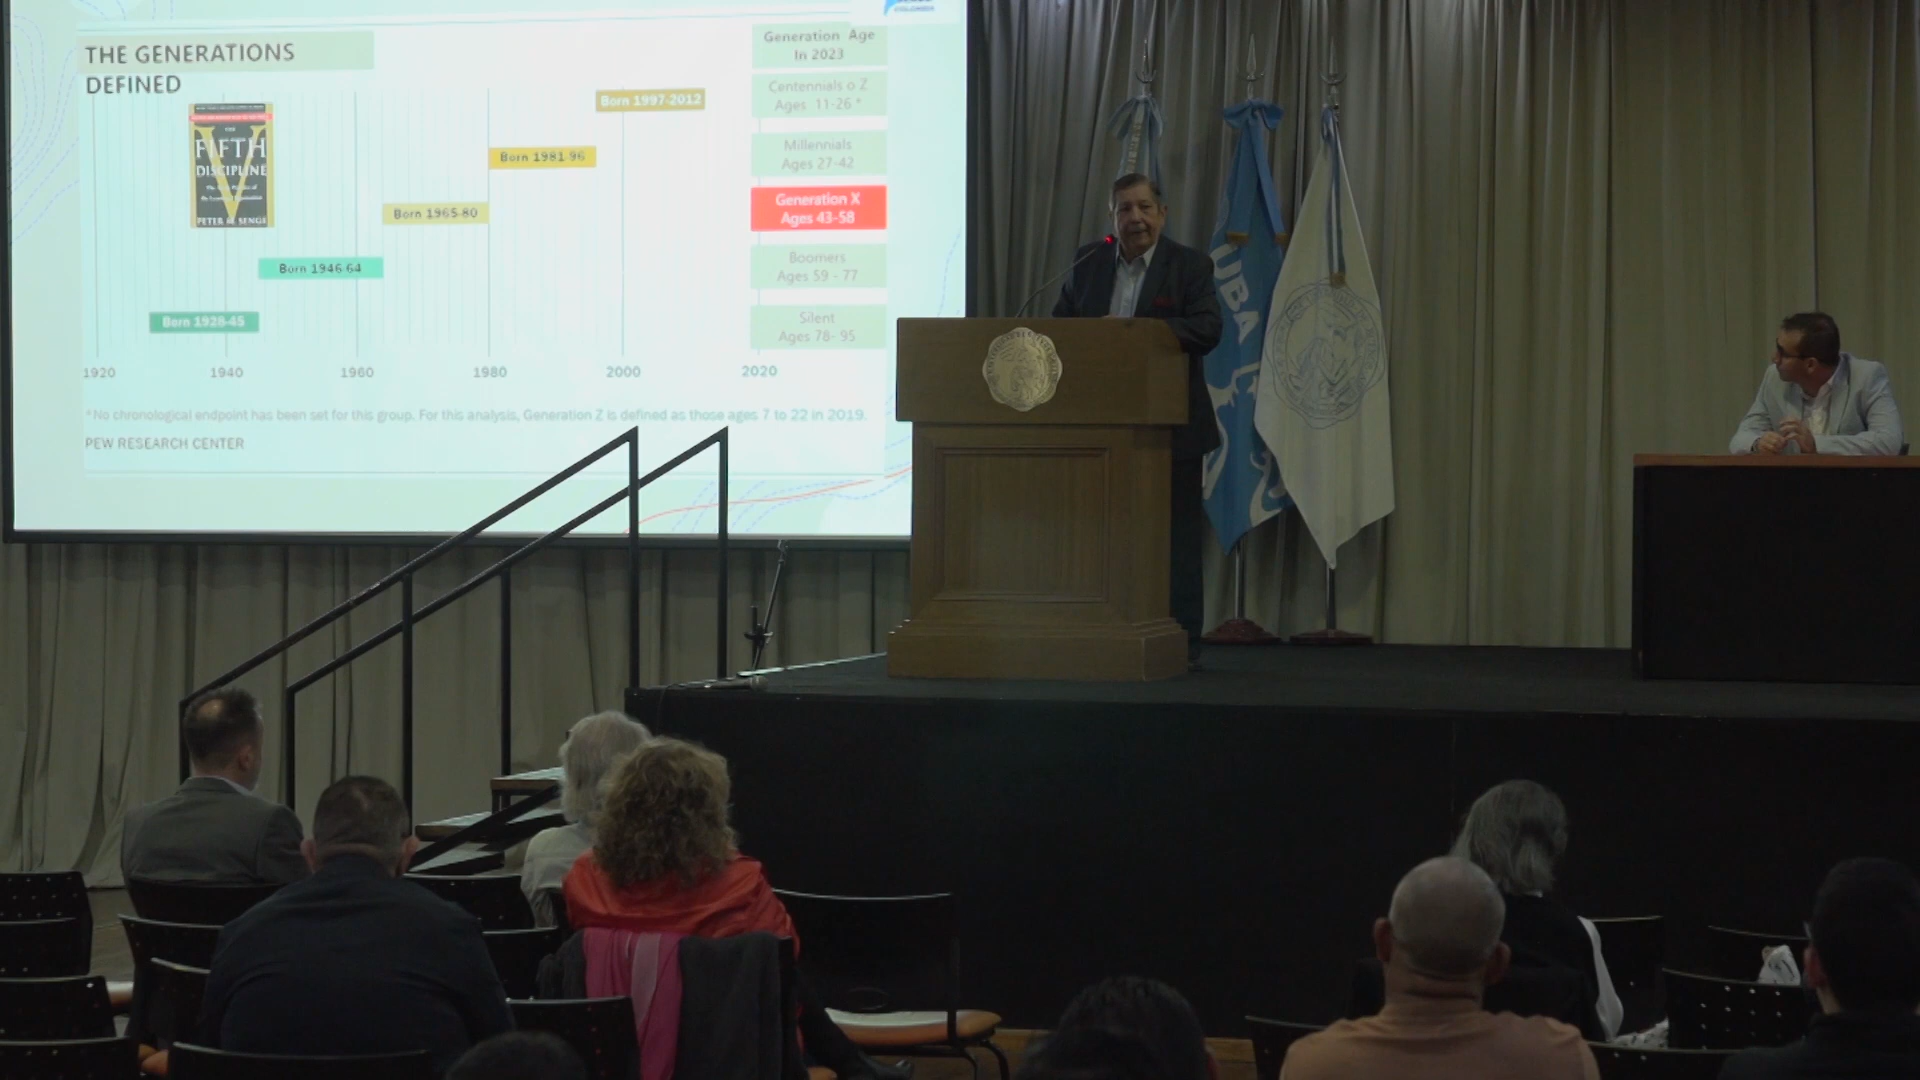 COLOMBIA
THE GENERATIONS
DEFINED
Generation Age
In 2023
Born 1997-2012
Centennials o Z
Ages 11-26 *
THE
FIFTH
DISCIPLINE
PETER M. SENGE
Born 1981-96
Millennials
Ages 27-42
Born 1965-80
Generation X
Ages 43-58
Born 1946-64
Boomers
Ages 59 - 77
Born 1928-45
Silent
Ages 78- 95
1920 1940 1960 1980 2000 2020
*No chronological endpoint has been set for this group. For this analysis, Generation Z is defined as those ages 7 to 22 in 2019.
PEW RESEARCH CENTER
UBA